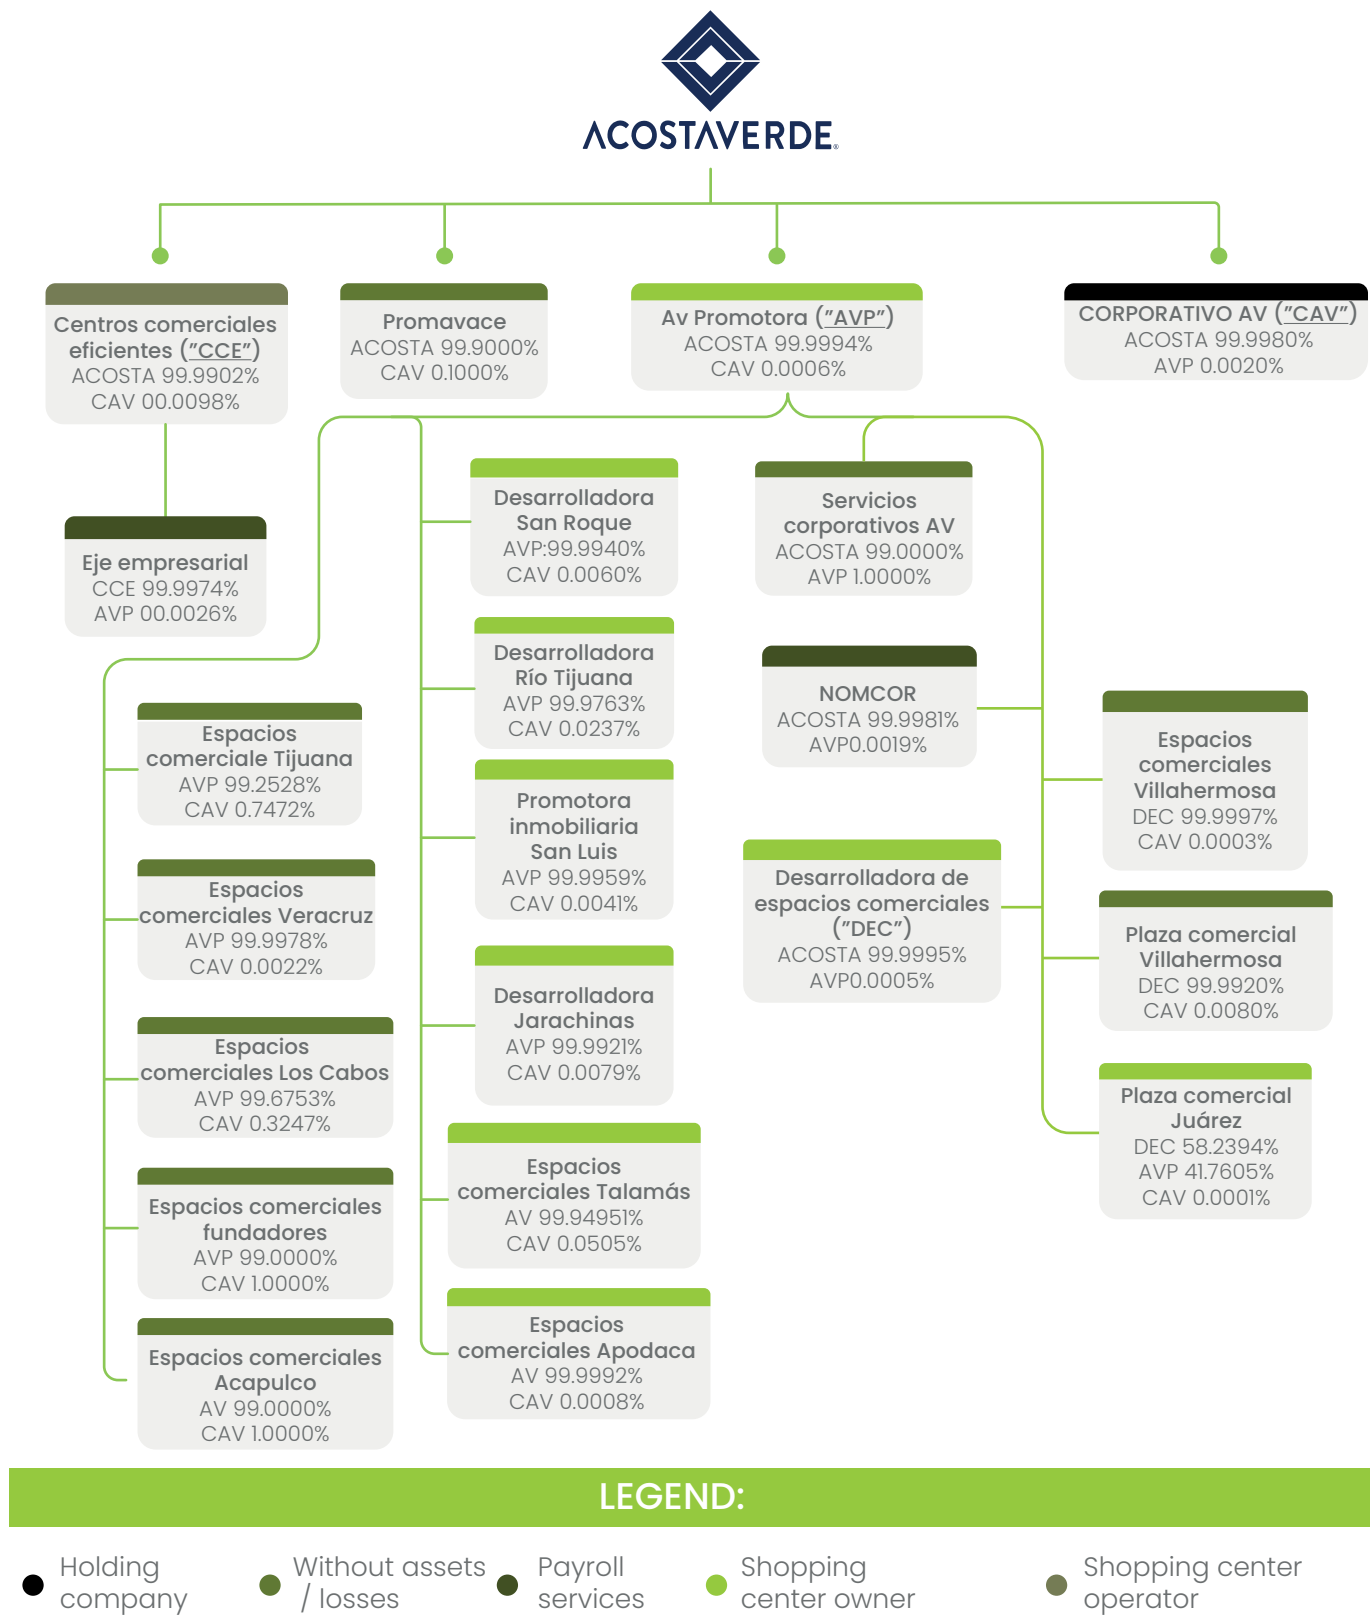 ACOSTAVERDE®
Centros comerciales
eficientes (”CCE”)
ACOSTA 99.9902%
CAV 00.0098%
Promavace
ACOSTA 99.9000%
CAV 0.1000%
Av Promotora (”AVP”)
ACOSTA 99.9994%
CAV 0.0006%
CORPORATIVO AV (”CAV”)
ACOSTA 99.9980%
AVP 0.0020%
Eje empresarial
CCE 99.9974%
AVP 00.0026%
Espacios
comerciale Tijuana
AVP 99.2528%
CAV 0.7472%
Espacios
comerciales Veracruz
AVP 99.9978%
CAV 0.0022%
Espacios
comerciales Los Cabos
AVP 99.6753%
CAV 0.3247%
Espacios comerciales
fundadores
AVP 99.0000%
CAV 1.0000%
Espacios comerciales
Acapulco
AV 99.0000%
CAV 1.0000%
Desarrolladora
San Roque
AVP:99.9940%
CAV 0.0060%
Desarrolladora
Río Tijuana
AVP 99.9763%
CAV 0.0237%
Promotora
inmobiliaria
San Luis
AVP 99.9959%
CAV 0.0041%
Desarrolladora
Jarachinas
AVP 99.9921%
CAV 0.0079%
Espacios
comerciales Talamás
AV 99.94951%
CAV 0.0505%
Espacios
comerciales Apodaca
AV 99.9992%
CAV 0.0008%
Servicios
corporativos AV
ACOSTA 99.0000%
AVP 1.0000%
NOMCOR
ACOSTA 99.9981%
AVP0.0019%
Desarrolladora de
espacios comerciales
(”DEC”)
ACOSTA 99.9995%
AVP0.0005%
Espacios
comerciales
Villahermosa
DEC 99.9997%
CAV 0.0003%
Plaza comercial
Villahermosa
DEC 99.9920%
CAV 0.0080%
Plaza comercial
Juárez
DEC 58.2394%
AVP 41.7605%
CAV 0.0001%
LEGEND:
Holding
company
Without assets
/ losses
Payroll
services
Shopping
center owner
Shopping center
operator